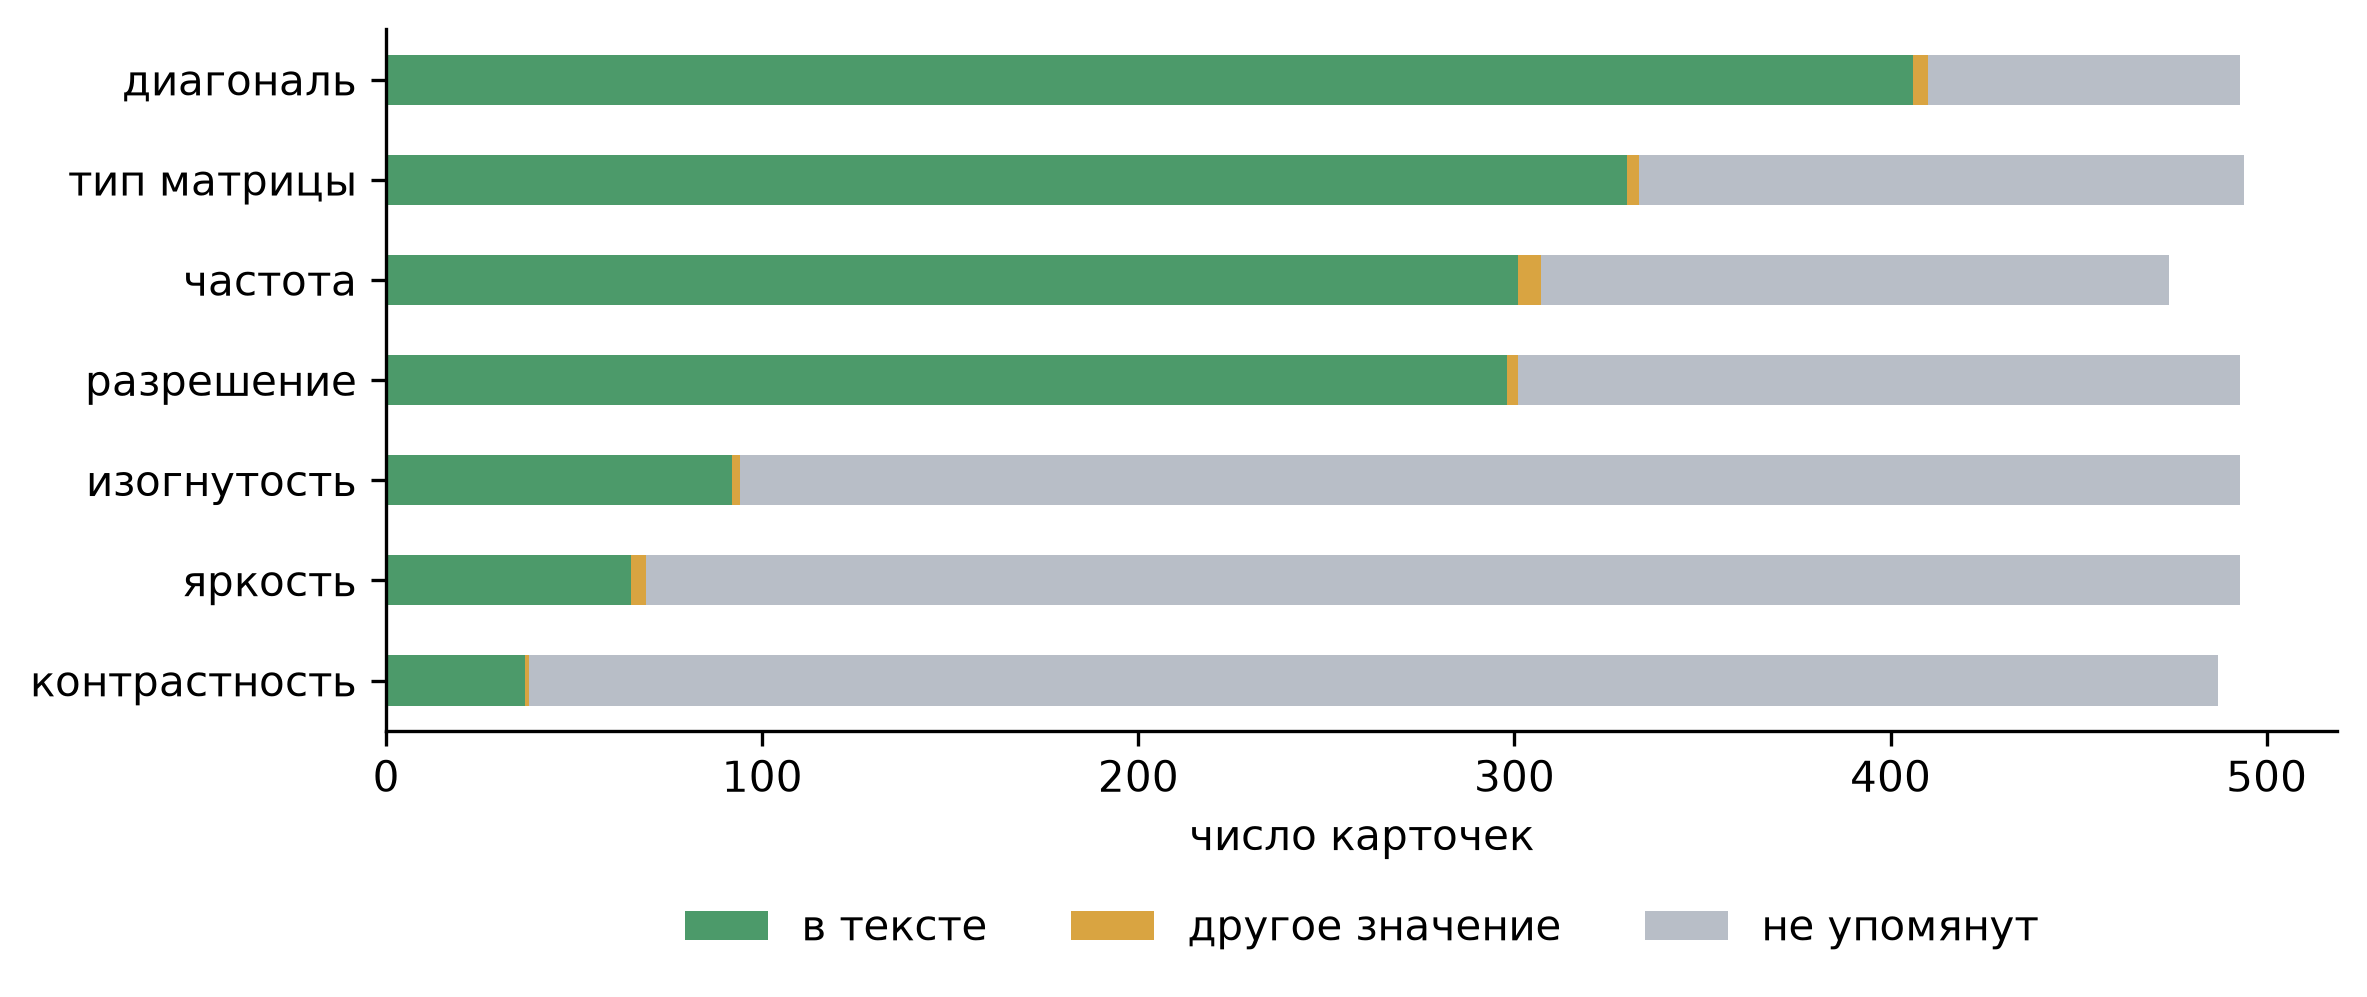 диагональ
тип матрицы
частота
разрешение
изогнутость
яркость
контрастность
0 100 200 300 400 500
число карточек
в тексте другое значение не упомянут